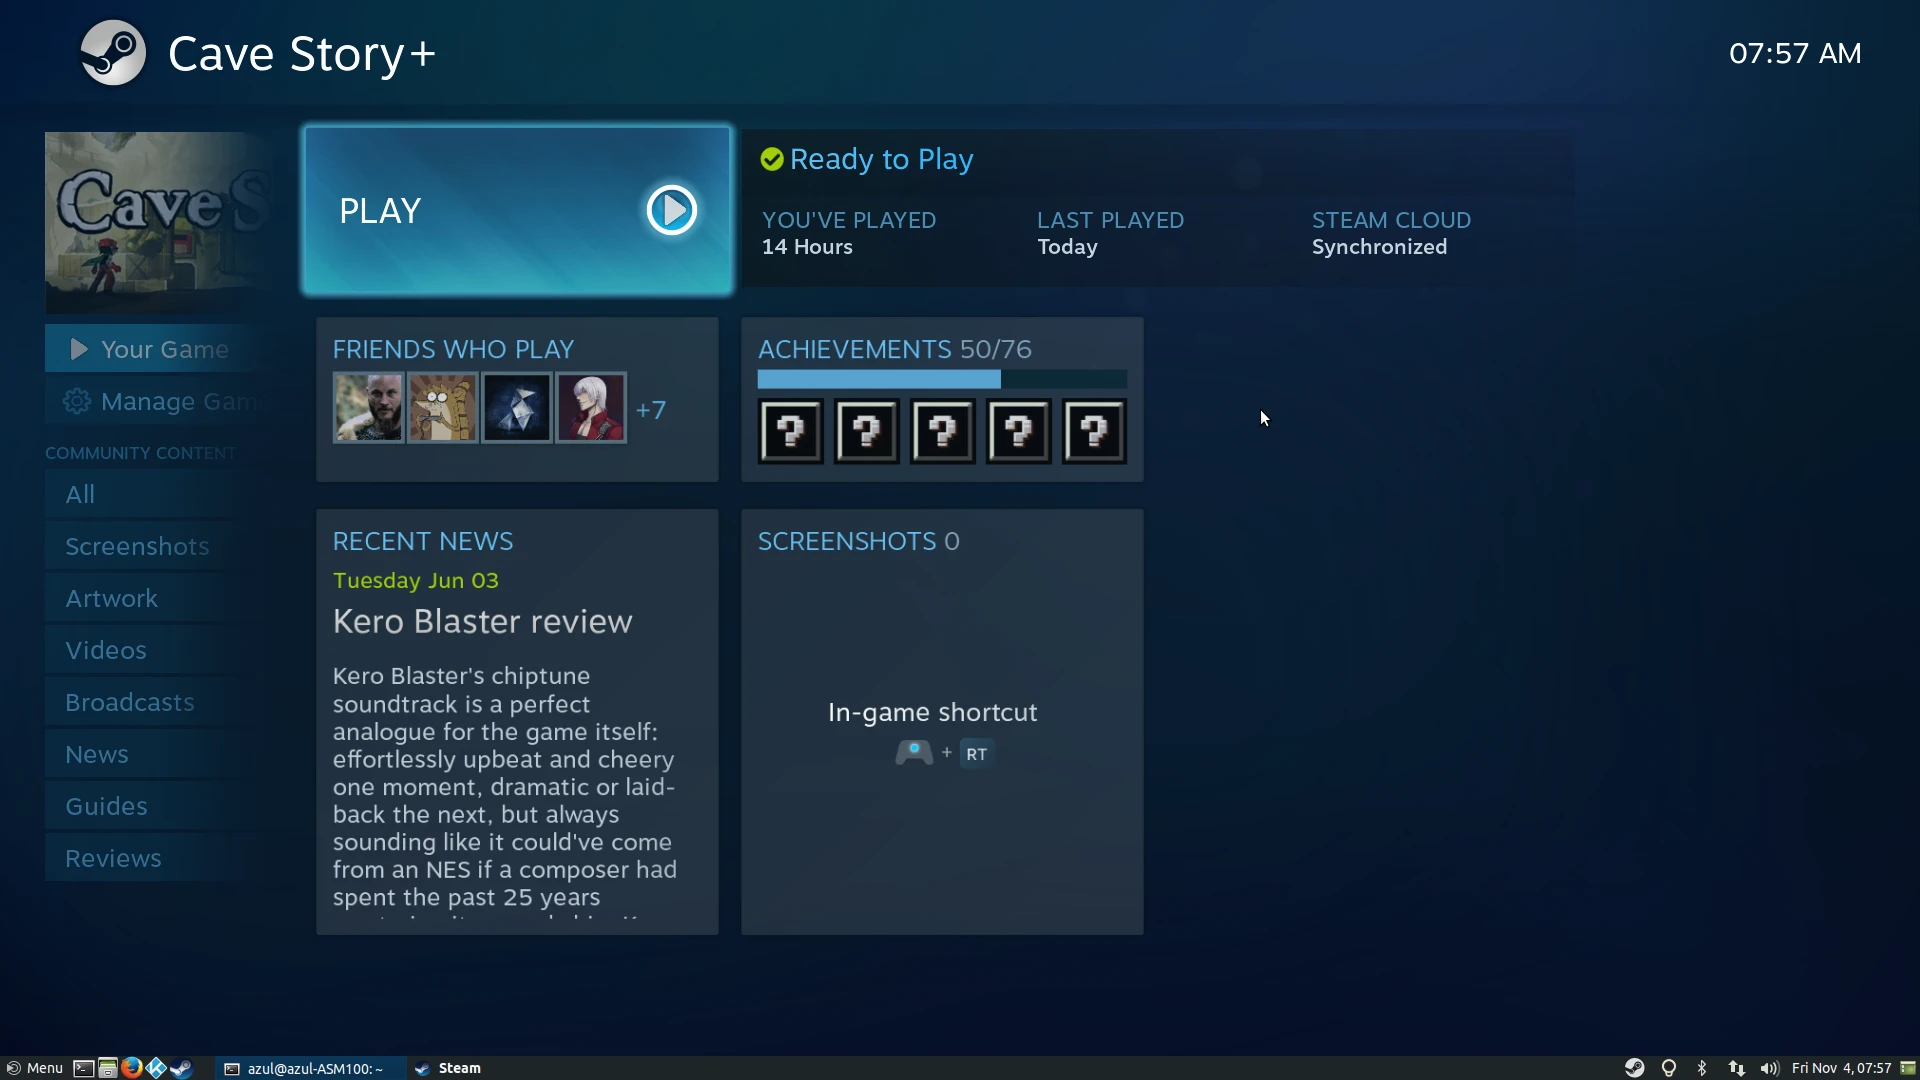 Cave Story+
07:57 AM
Cave S
PLAY
Ready to Play
YOU'VE PLAYED
14 Hours
LAST PLAYED
Today
STEAM CLOUD
Synchronized
Your Game
Manage Gam
COMMUNITY CONTENT
All
Screenshots
Artwork
Videos
Broadcasts
News
Guides
Reviews
FRIENDS WHO PLAY
+7
ACHIEVEMENTS 50/76
? ? ? ? ?
RECENT NEWS
Tuesday Jun 03
Kero Blaster review
Kero Blaster's chiptune
soundtrack is a perfect
analogue for the game itself:
effortlessly upbeat and cheery
one moment, dramatic or laid-
back the next, but always
sounding like it could've come
from an NES if a composer had
spent the past 25 years
SCREENSHOTS 0
In-game shortcut
+ RT
Menu
azul@azul-ASM100: ~
Steam
Fri Nov 4, 07:57